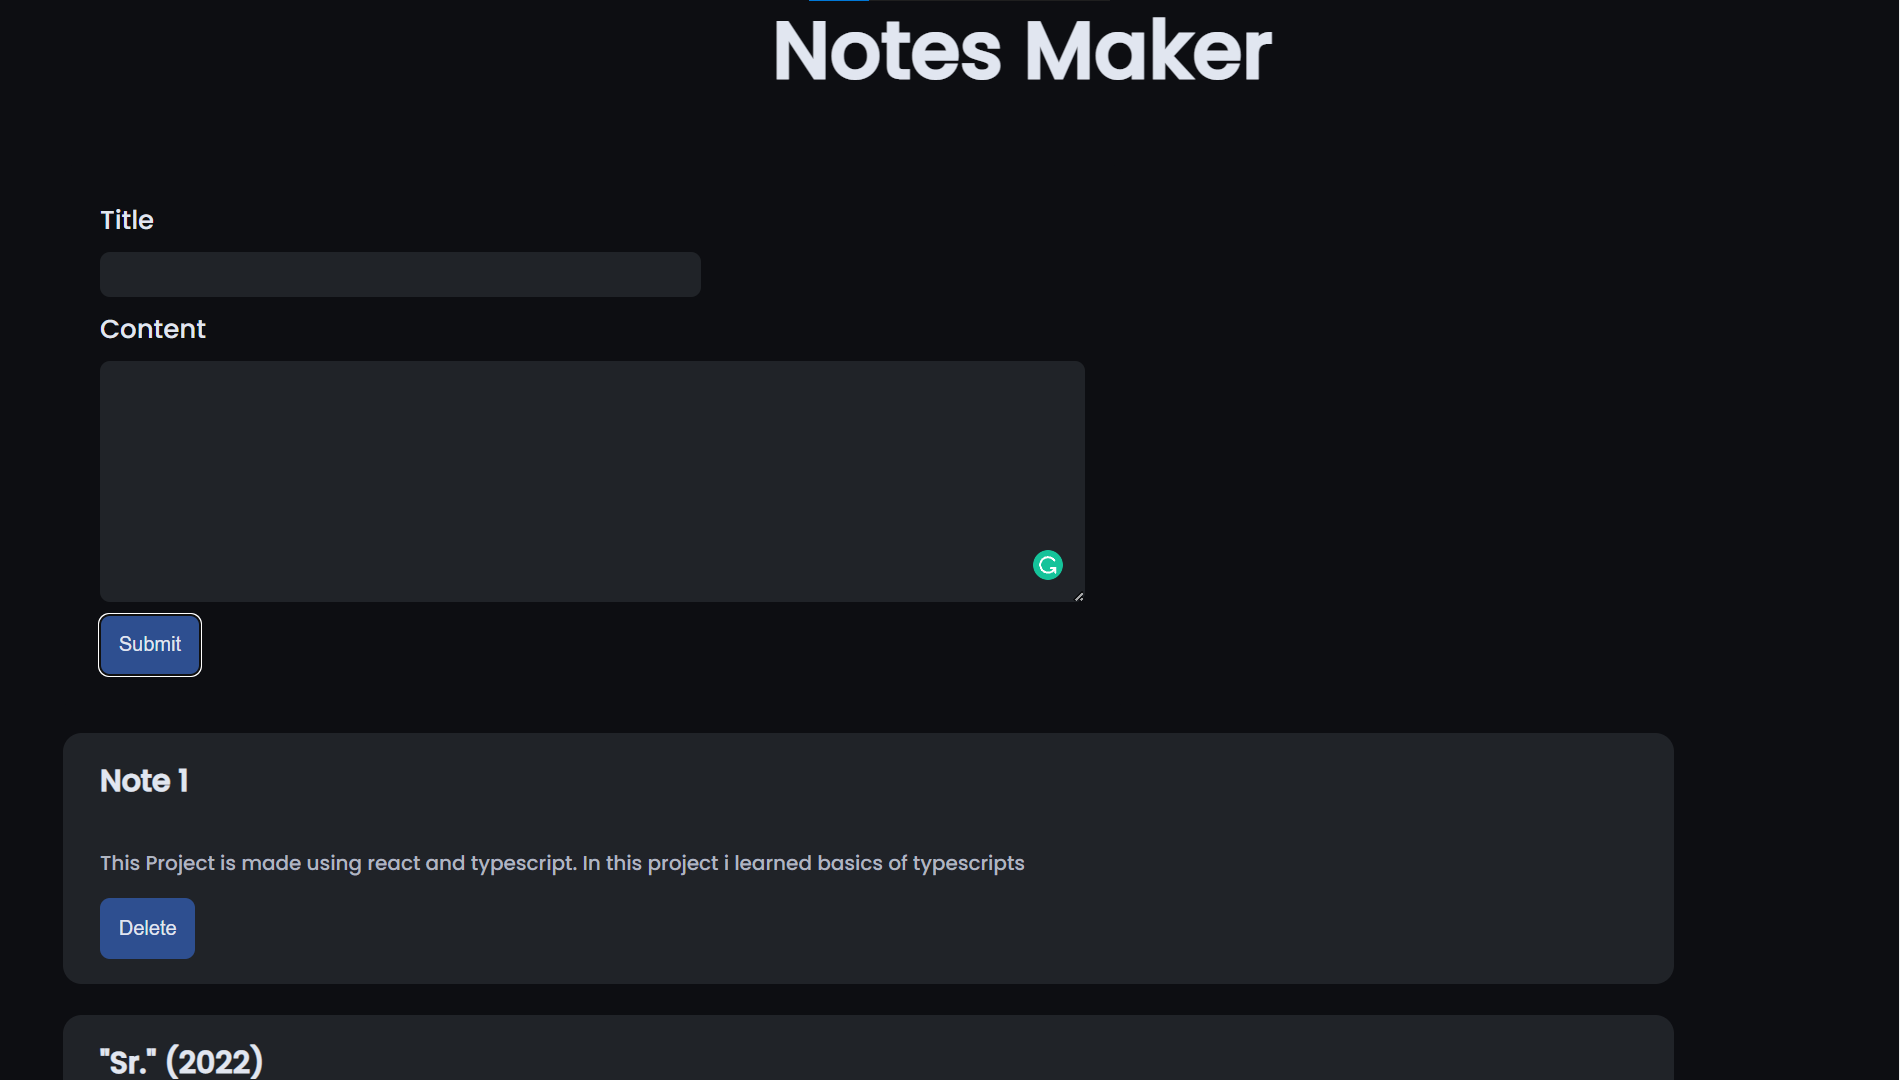 Notes Maker
Title
Content
Submit
Note 1
This Project is made using react and typescript. In this project i learned basics of typescripts
Delete
"Sr." (2022)